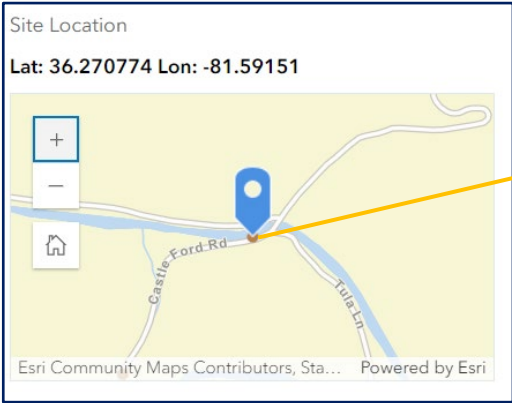 Site Location
Lat: 36.270774 Lon: -81.59151
+
−
Castle Ford Rd
Tula Ln
Esri Community Maps Contributors, Sta... Powered by Esri